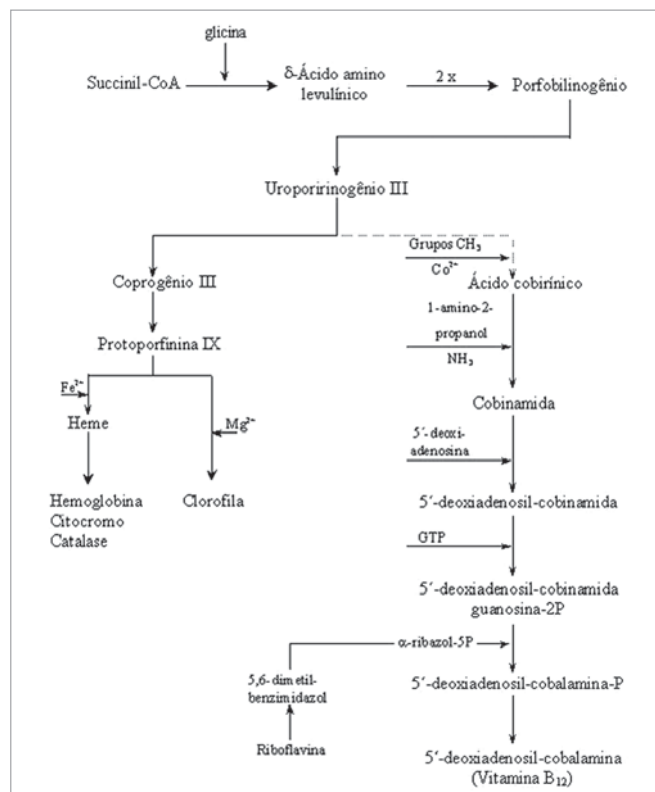 glicina
Succinil-CoA
δ-Ácido amino
levulínico
2 x
Porfobilinogênio
Uroporirinogênio III
Grupos CH₃
Co²⁺
Coprogênio III
Ácido cobirínico
1-amino-2-
propanol
NH₃
Protoporfínina IX
Fe²⁺
Heme
Mg²⁺
Cobinamida
5´-deoxi-
adenosina
Hemoglobina
Citocromo
Catalase
Clorofila
5´-deoxiadenosil-cobinamida
GTP
5´-deoxiadenosil-cobinamida
guanosina-2P
α-ribazol-5P
5,6-dimetil-
benzimidazol
5´-deoxiadenosil-cobalamina-P
Riboflavina
5´-deoxiadenosil-cobalamina
(Vitamina B₁₂)